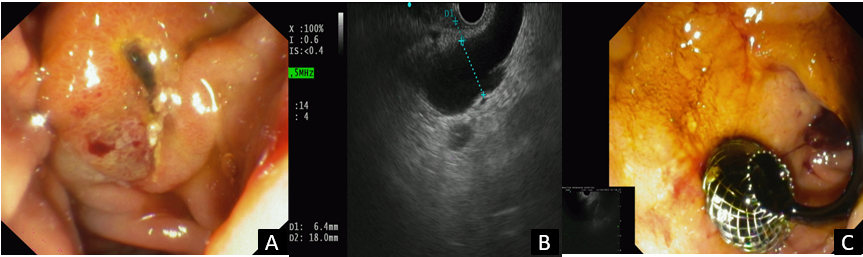 A
X :100%
I :0.6
IS:<0.4
.5MHz
:14
: 4
D1: 6.4mm
D2: 18.0mm
D1
B
C